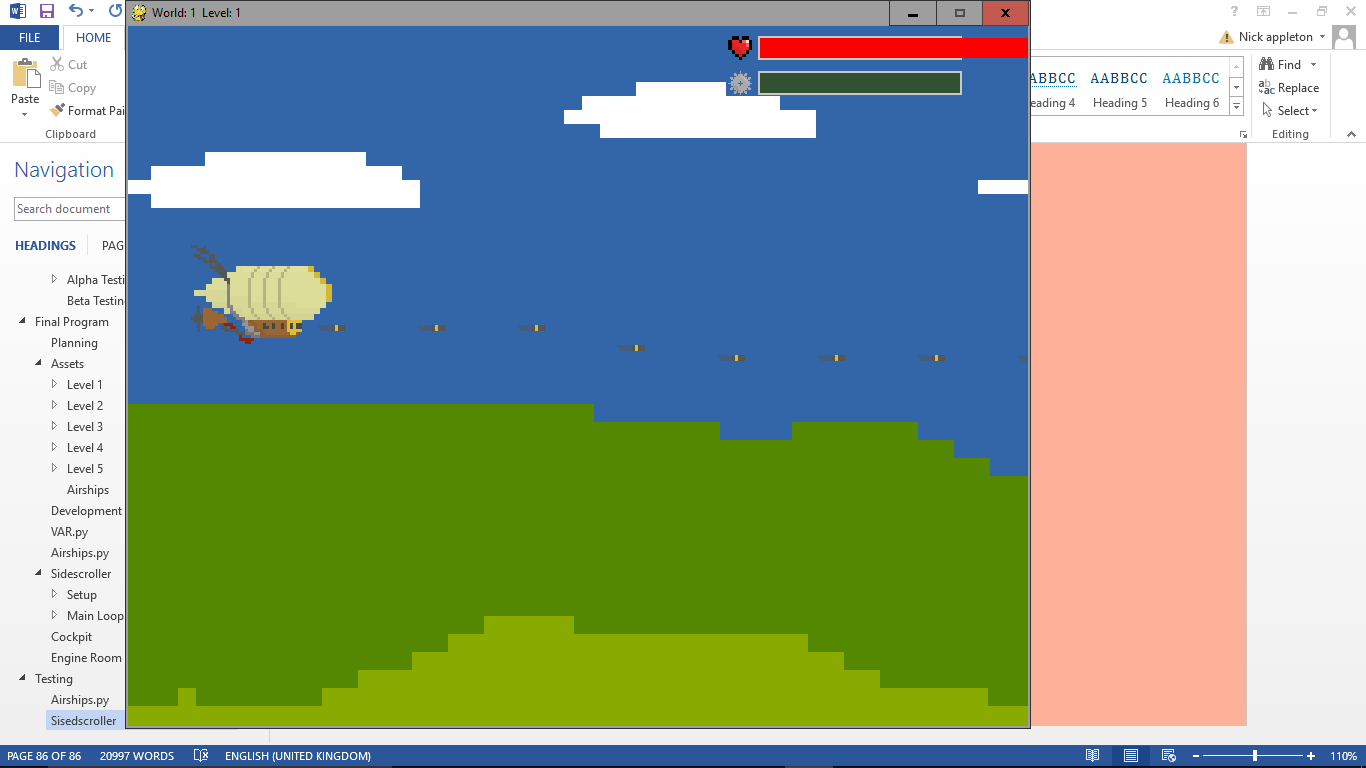 World: 1 Level: 1
FILE
HOME
Nick appleton
Cut
Copy
Format Pai
Paste
Clipboard
ABBCC AABBCC AABBCC
eading 4 Heading 5 Heading 6
Find
Replace
Select
Editing
Navigation
Search document
HEADINGS
PAG
Alpha Testi
Beta Testin
Final Program
Planning
Assets
Level 1
Level 2
Level 3
Level 4
Level 5
Airships
Development
VAR.py
Airships.py
Sidescroller
Setup
Main Loop
Cockpit
Engine Room
Testing
Airships.py
Sisedscroller
PAGE 86 OF 86 20997 WORDS ENGLISH (UNITED KINGDOM) 110%